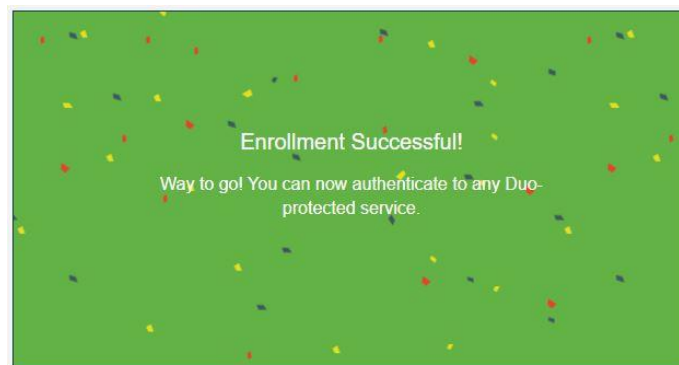 Enrollment Successful!
Way to go! You can now authenticate to any Duo-
protected service.